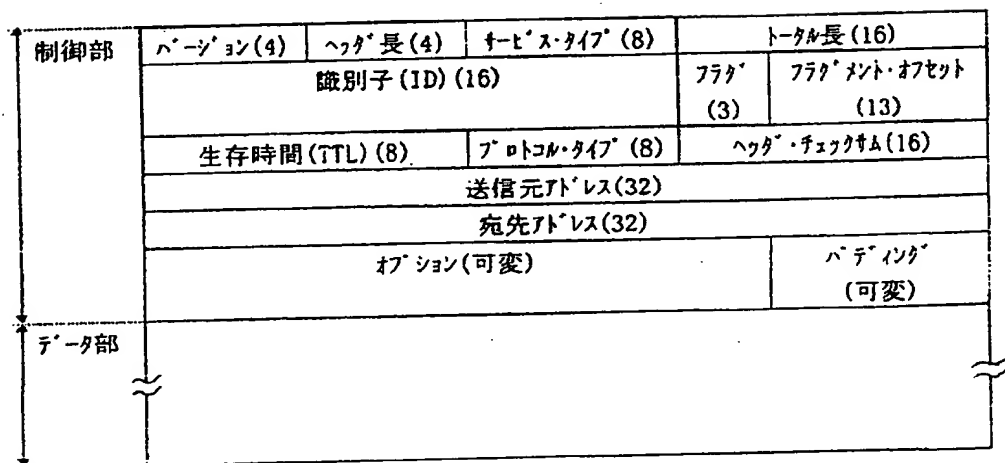 制御部
バージョン(4) ヘッダ長(4) サービス・タイプ(8) トータル長(16)
識別子(ID)(16) フラグ フラグメント・オフセット
(3) (13)
生存時間(TTL)(8) プロトコル・タイプ(8) ヘッダ・チェックサム(16)
送信元アドレス(32)
宛先アドレス(32)
オプション(可変) パディング
(可変)
データ部